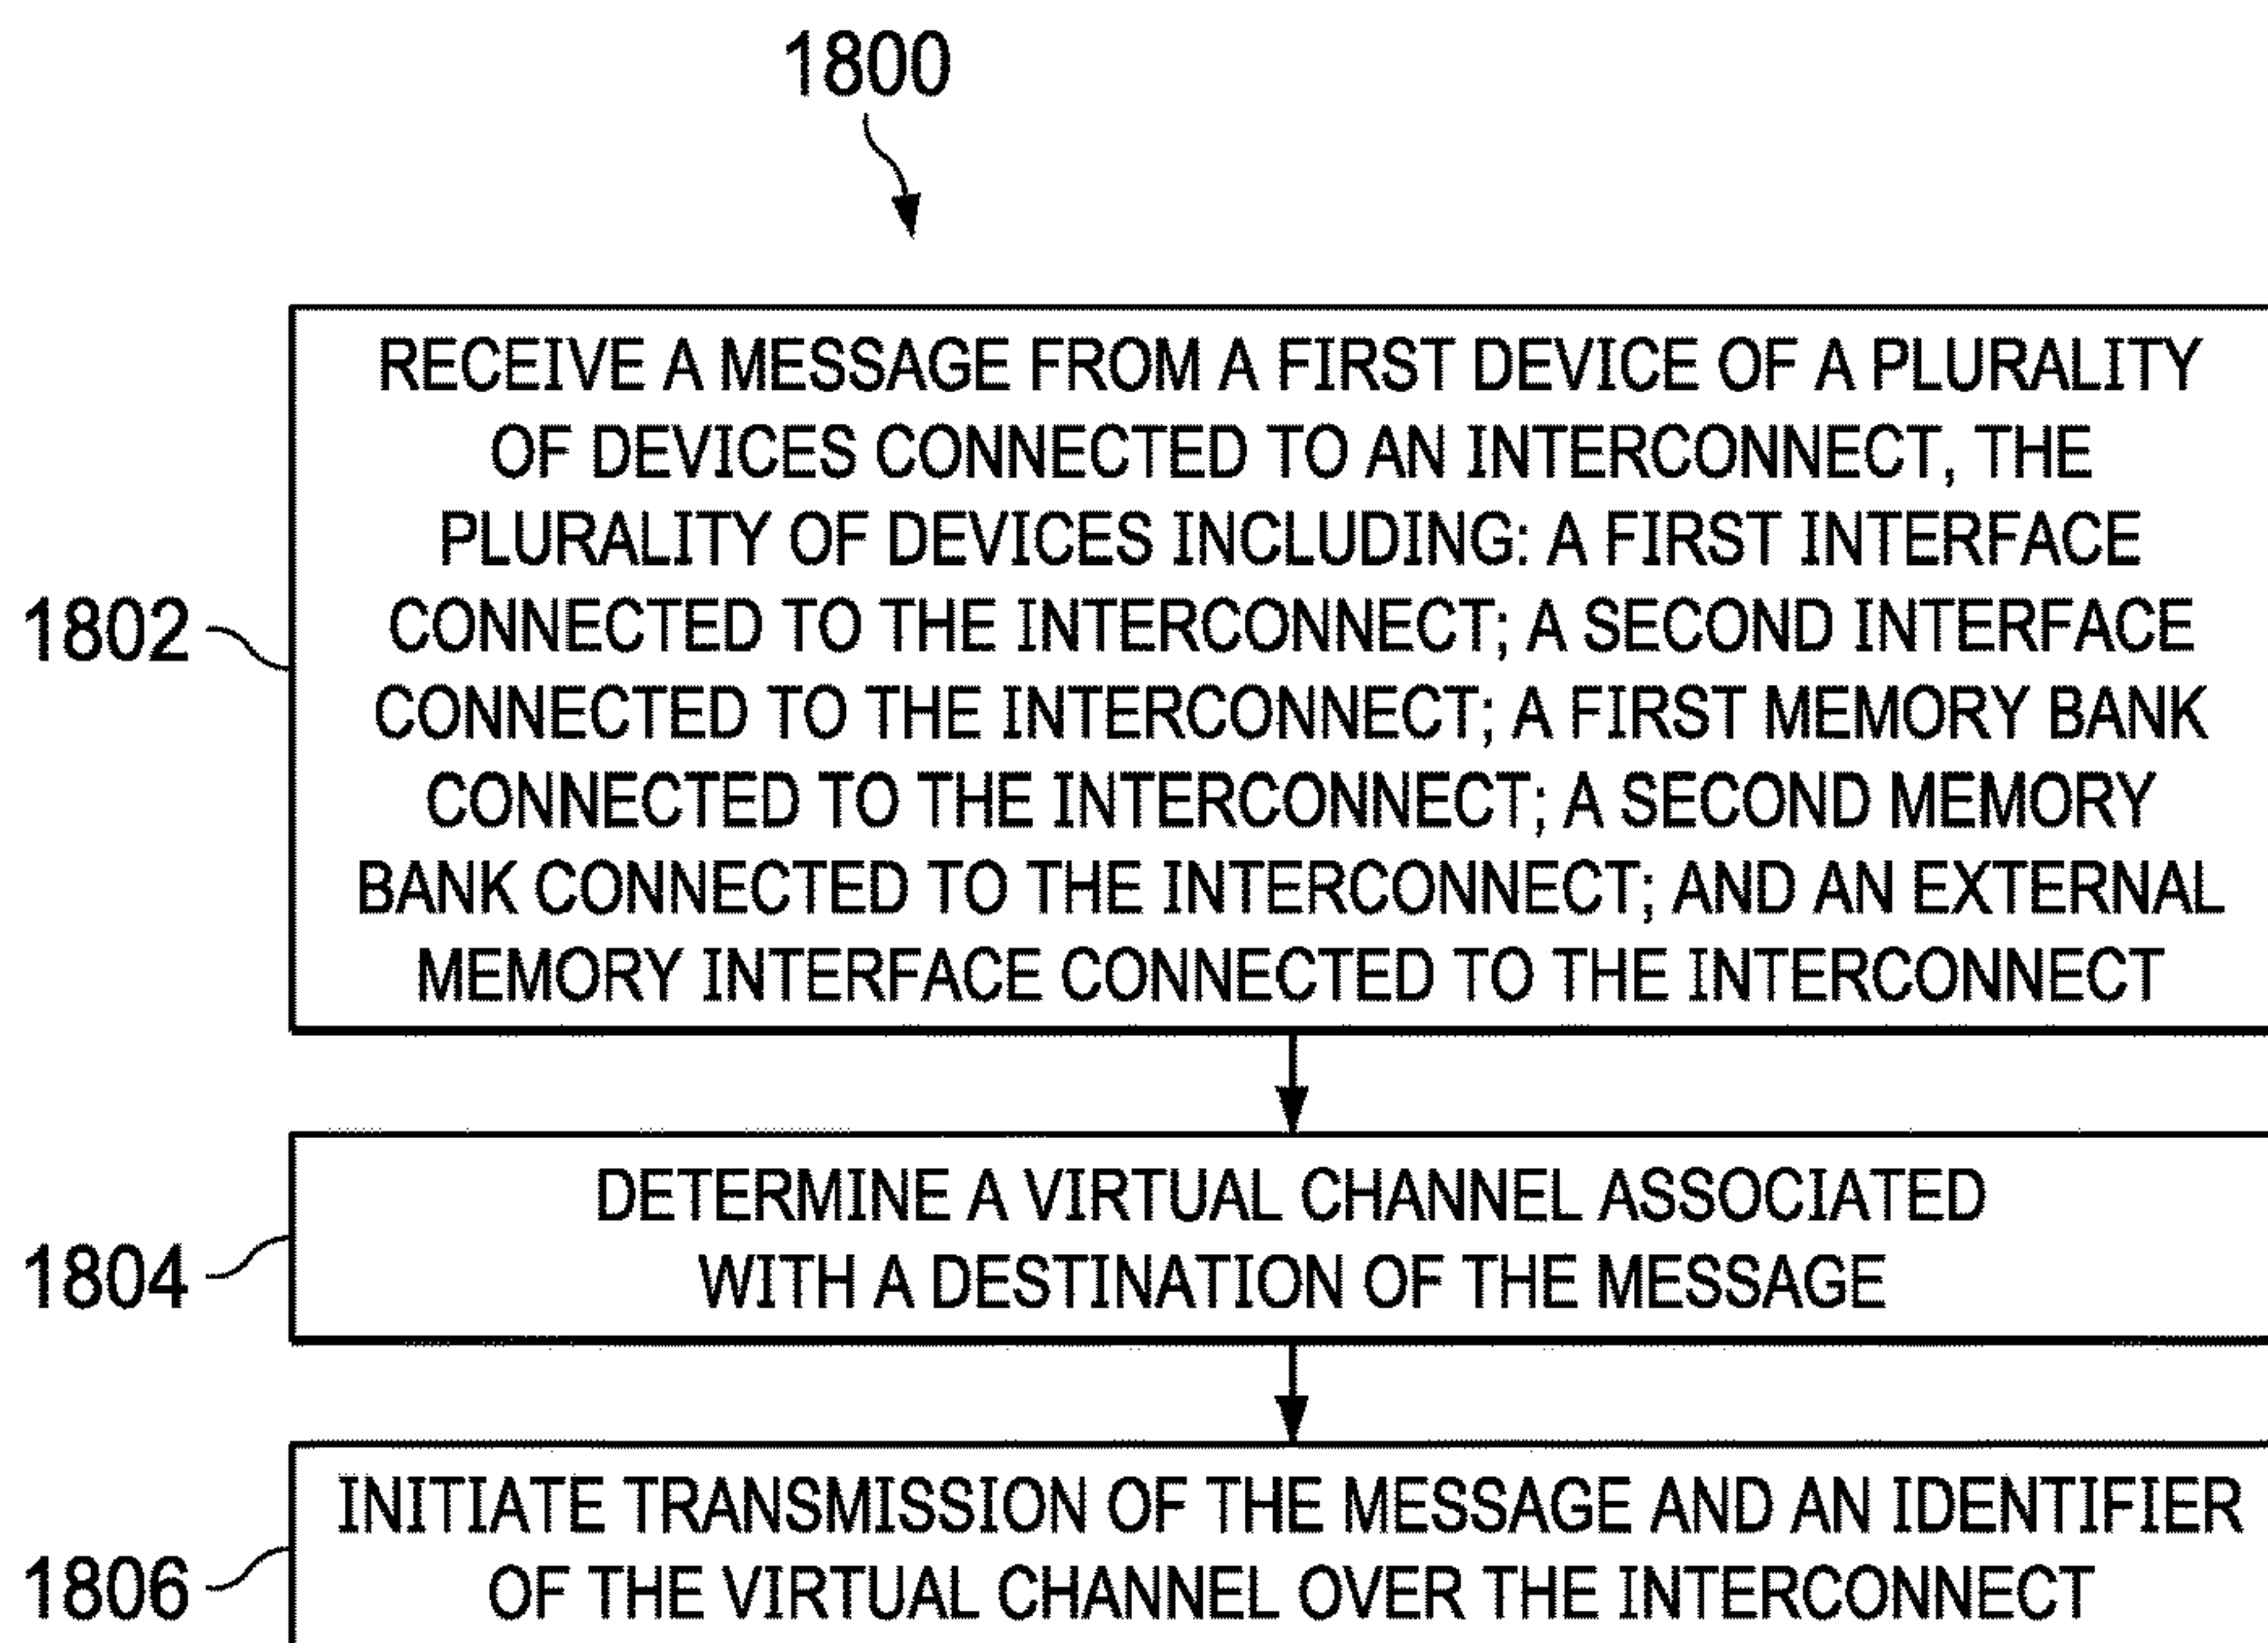 1800
RECEIVE A MESSAGE FROM A FIRST DEVICE OF A PLURALITY
OF DEVICES CONNECTED TO AN INTERCONNECT, THE
PLURALITY OF DEVICES INCLUDING: A FIRST INTERFACE
CONNECTED TO THE INTERCONNECT; A SECOND INTERFACE
1802
CONNECTED TO THE INTERCONNECT; A FIRST MEMORY BANK
CONNECTED TO THE INTERCONNECT; A SECOND MEMORY
BANK CONNECTED TO THE INTERCONNECT; AND AN EXTERNAL
MEMORY INTERFACE CONNECTED TO THE INTERCONNECT
DETERMINE A VIRTUAL CHANNEL ASSOCIATED
WITH A DESTINATION OF THE MESSAGE
1804
INITIATE TRANSMISSION OF THE MESSAGE AND AN IDENTIFIER
OF THE VIRTUAL CHANNEL OVER THE INTERCONNECT
1806